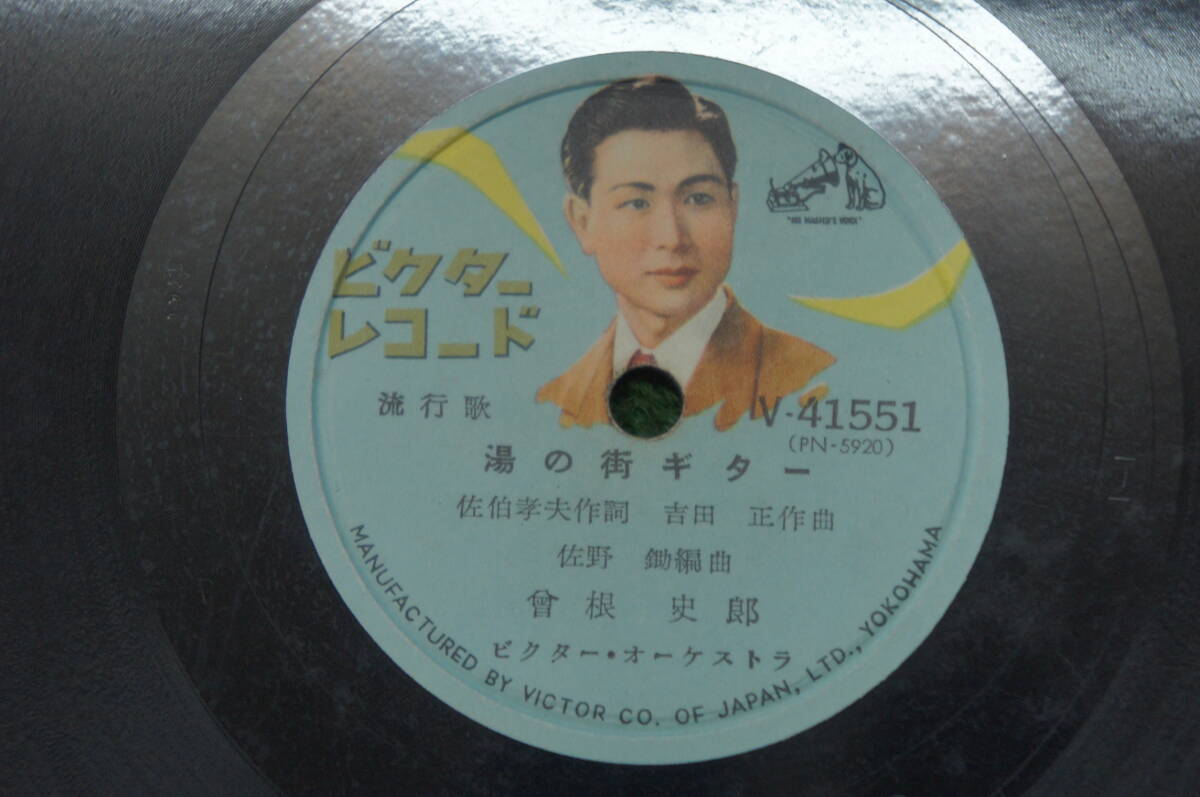 "HIS MASTER'S VOICE"
ビクター
レコード
流行歌
V-41551
(PN-5920)
湯の街ギター
佐伯孝夫作詞 吉田 正作曲
佐野 鋤編曲
曾根 史郎
ビクター・オーケストラ
MANUFACTURED BY VICTOR CO. OF JAPAN, LTD., YOKOHAMA